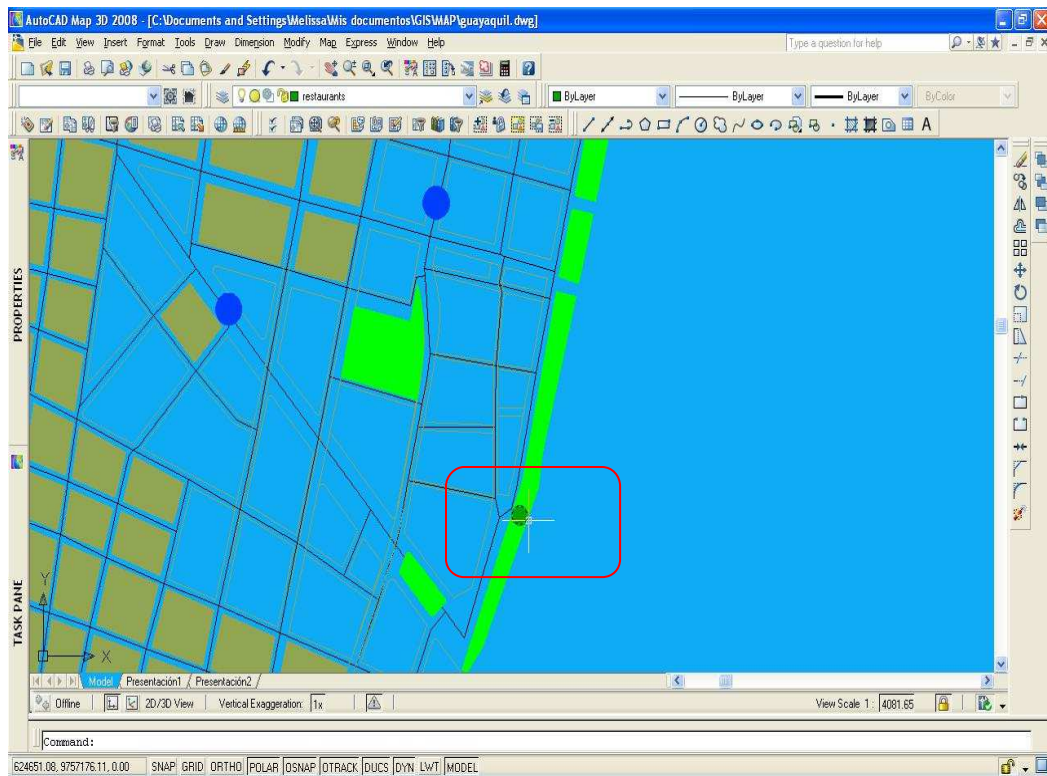 AutoCAD Map 3D 2008 - [C:\Documents and Settings\Melissa\Mis documentos\GIS\MAP\guayaquil.dwg]
File Edit View Insert Format Tools Draw Dimension Modify Map Express Window Help
Type a question for help
restaurants
ByLayer
ByLayer
ByLayer
ByColor
A
PROPERTIES
TASK PANE
Y
X
Model Presentación1 Presentación2
Offline 2D/3D View Vertical Exaggeration: 1x View Scale 1 : 4081.65
Command:
624651.08, 9757176.11, 0.00 SNAP GRID ORTHO POLAR OSNAP OTRACK DUCS DYN LWT MODEL